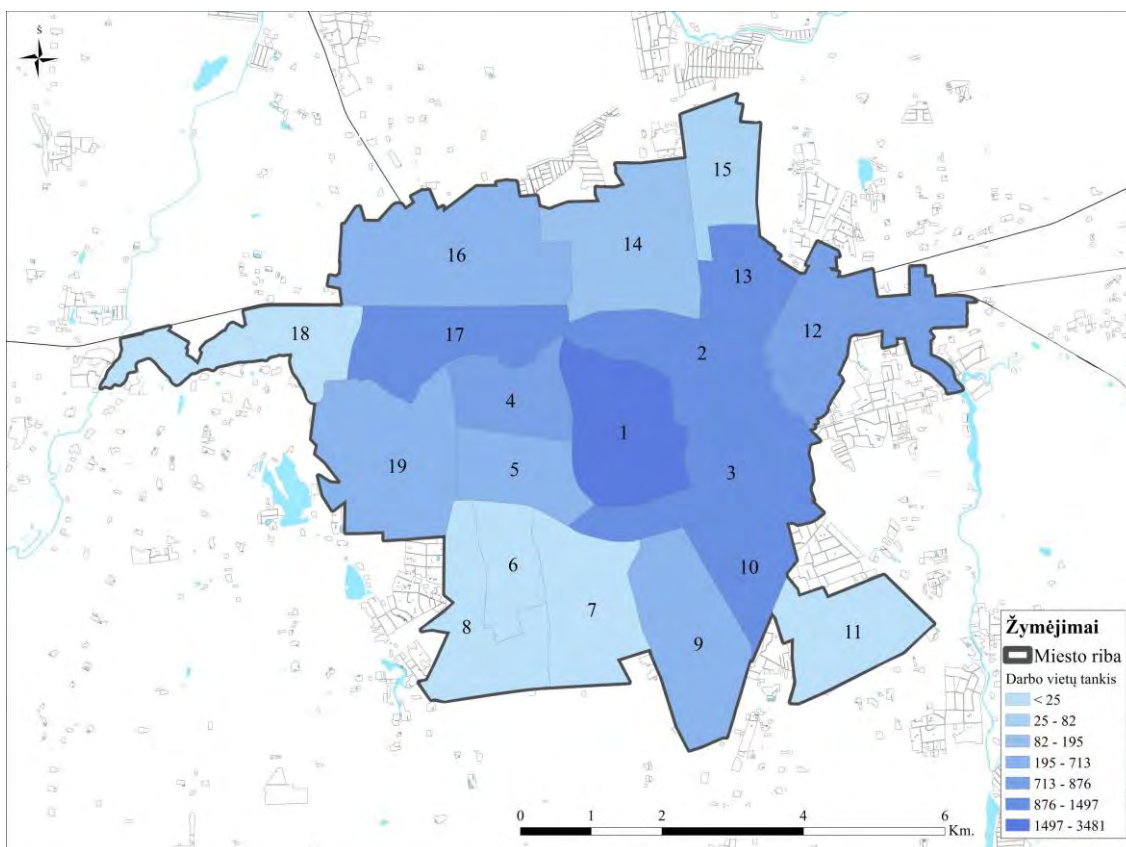 š
15
14
16
13
18
17
12
2
4
1
5
19
3
6
10
7
8
11
9
Žymėjimai
Miesto riba
Darbo vietų tankis
< 25
25 - 82
82 - 195
195 - 713
713 - 876
876 - 1497
1497 - 3481
0 1 2 4 6
Km.